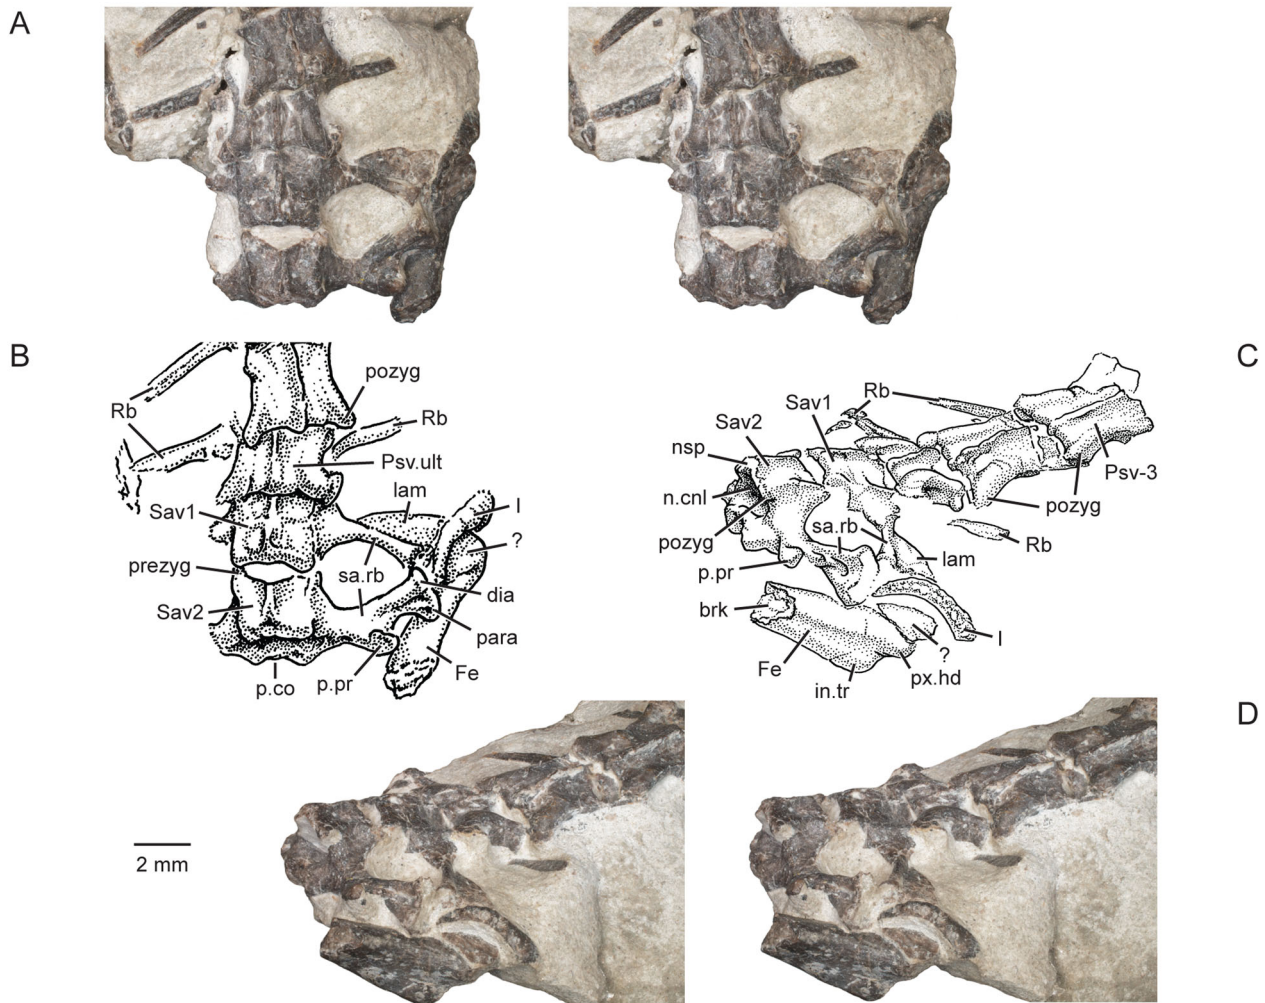 A
B
pozyg
Rb
Rb
Psv.ult
lam
I
Sav1
?
prezyg
sa.rb
dia
Sav2
para
Fe
p.co
p.pr
C
Rb
Sav1
Sav2
nsp
Psv-3
n.cnl
pozyg
pozyg
sa.rb
Rb
p.pr
lam
brk
I
?
Fe
px.hd
in.tr
D
2 mm